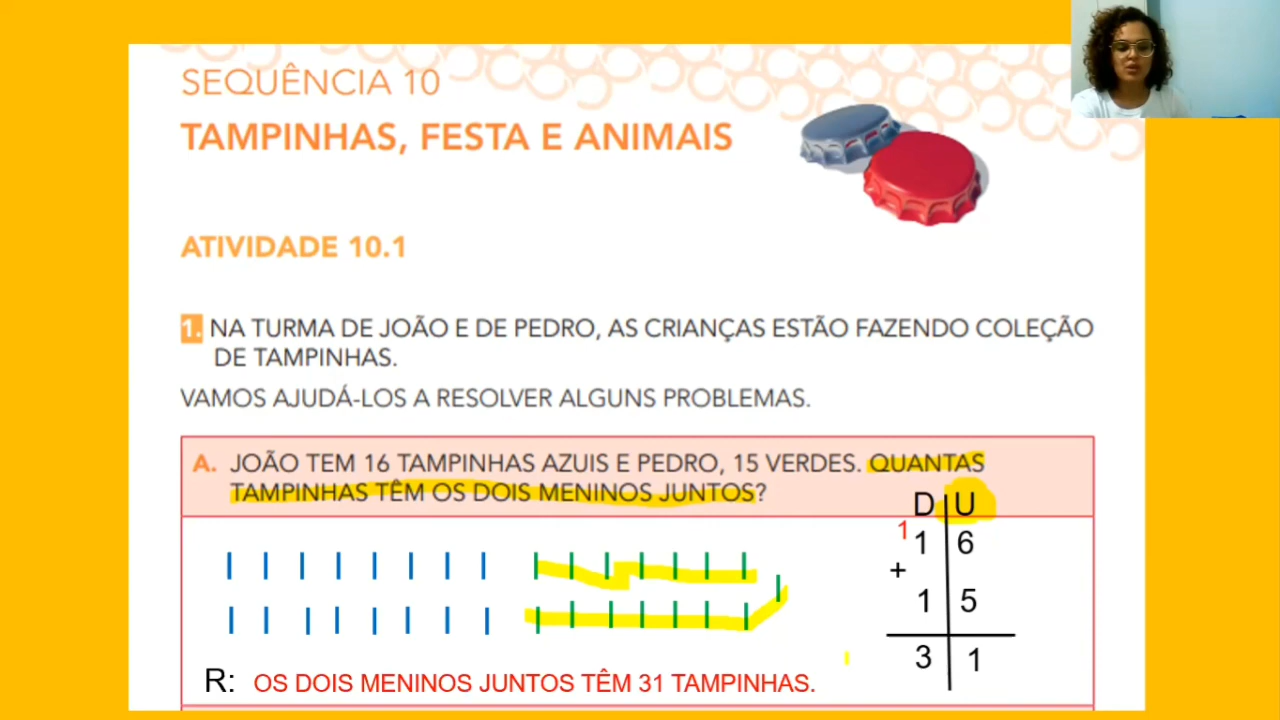 SEQUÊNCIA 10
TAMPINHAS, FESTA E ANIMAIS
ATIVIDADE 10.1
1. NA TURMA DE JOÃO E DE PEDRO, AS CRIANÇAS ESTÃO FAZENDO COLEÇÃO
DE TAMPINHAS.
VAMOS AJUDÁ-LOS A RESOLVER ALGUNS PROBLEMAS.
A. JOÃO TEM 16 TAMPINHAS AZUIS E PEDRO, 15 VERDES. QUANTAS
TAMPINHAS TÊM OS DOIS MENINOS JUNTOS?
D U
1 1 6
+
1 5
3 1
R: OS DOIS MENINOS JUNTOS TÊM 31 TAMPINHAS.